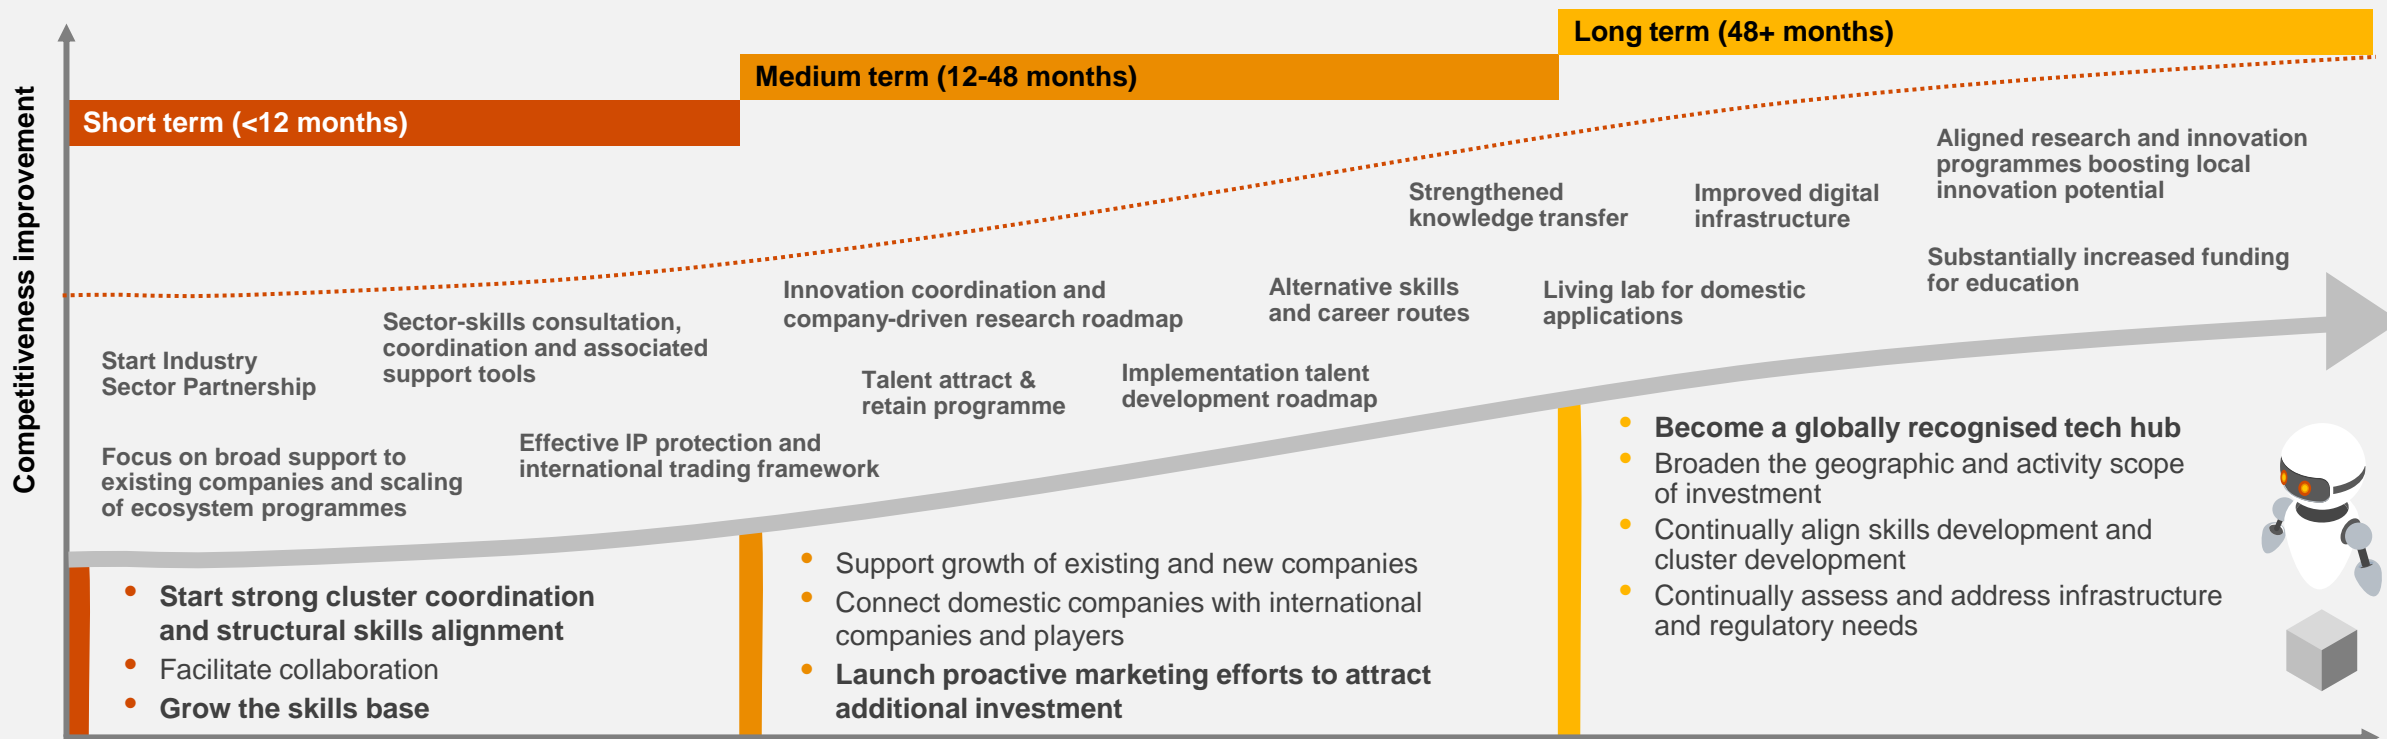 Long term (48+ months)
Medium term (12-48 months)
Short term (<12 months)
Competitiveness improvement
Start Industry
Sector Partnership
Focus on broad support to
existing companies and scaling
of ecosystem programmes
Sector-skills consultation,
coordination and associated
support tools
Effective IP protection and
international trading framework
Innovation coordination and
company-driven research roadmap
Talent attract &
retain programme
Implementation talent
development roadmap
Alternative skills
and career routes
Strengthened
knowledge transfer
Living lab for domestic
applications
Improved digital
infrastructure
Aligned research and innovation
programmes boosting local
innovation potential
Substantially increased funding
for education
• Start strong cluster coordination
and structural skills alignment
• Facilitate collaboration
• Grow the skills base
• Support growth of existing and new companies
• Connect domestic companies with international
companies and players
• Launch proactive marketing efforts to attract
additional investment
• Become a globally recognised tech hub
• Broaden the geographic and activity scope
of investment
• Continually align skills development and
cluster development
• Continually assess and address infrastructure
and regulatory needs